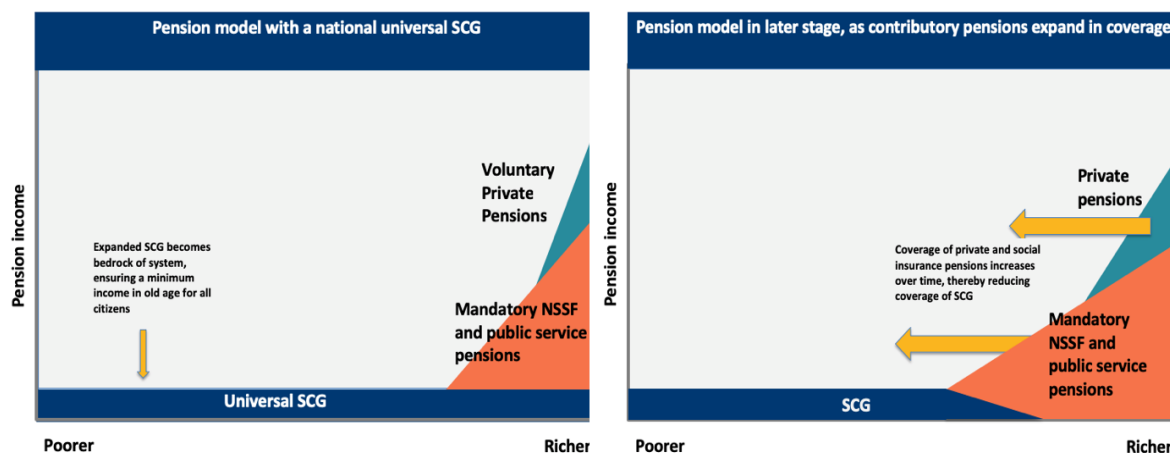 Pension model with a national universal SCG
Pension income
Voluntary
Private
Pensions
Expanded SCG becomes
bedrock of system,
ensuring a minimum
income in old age for all
citizens
Mandatory NSSF
and public service
pensions
Universal SCG
Poorer
Richer
Pension model in later stage, as contributory pensions expand in coverage
Pension income
Private
pensions
Coverage of private and social
insurance pensions increases
over time, thereby reducing
coverage of SCG
Mandatory
NSSF and
public service
pensions
SCG
Poorer
Richer